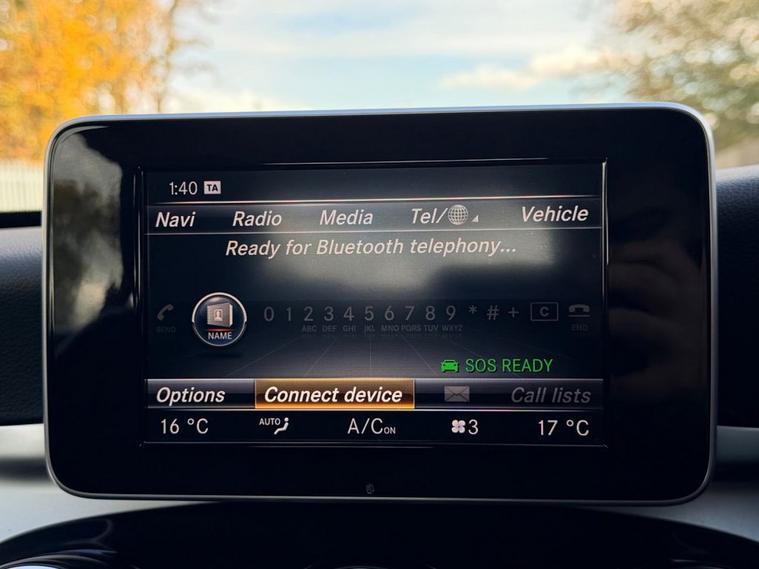 1:40 TA
Navi Radio Media Tel/ Vehicle
Ready for Bluetooth telephony...
SEND NAME 0 1 2 3 4 5 6 7 8 9 * # + C END
ABC DEF GHI JKL MNO PQRS TUV WXYZ
SOS READY
Options Connect device Call lists
16 °C AUTO A/C ON 3 17 °C